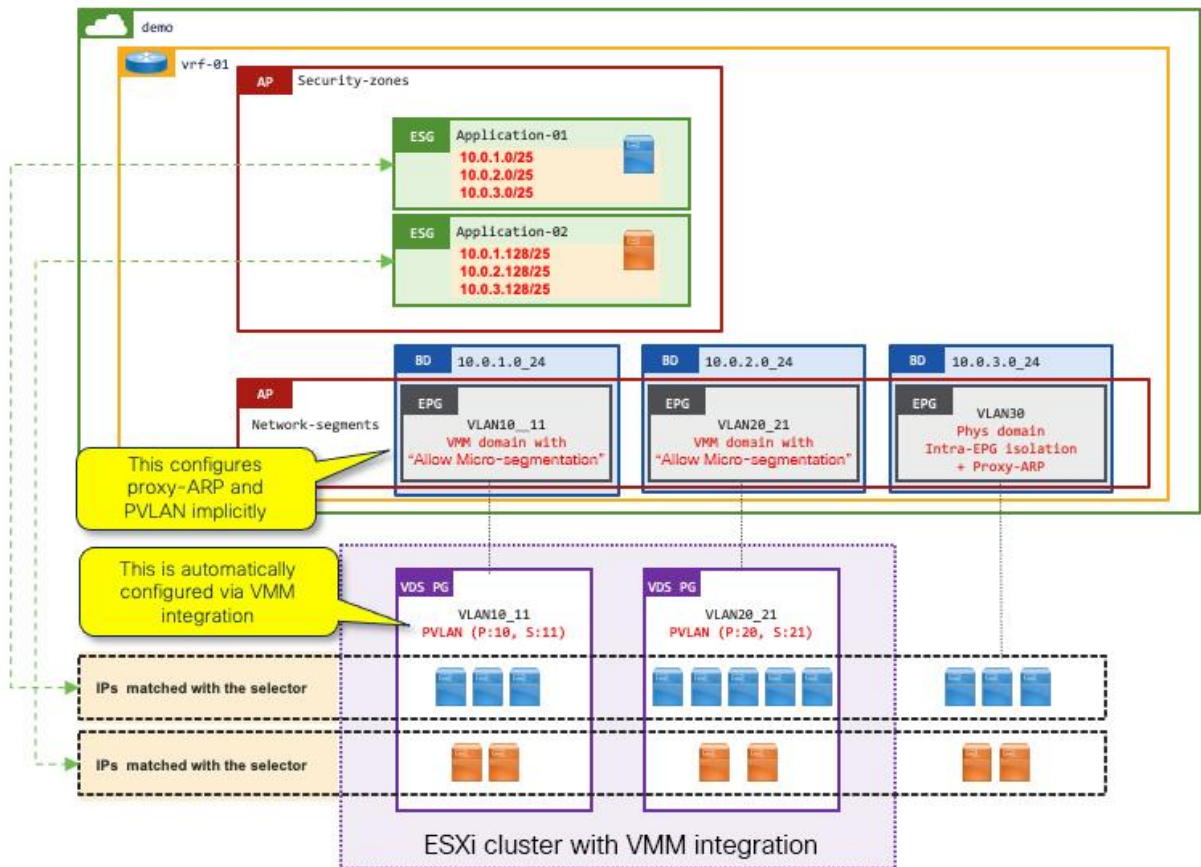 demo
vrf-01
AP
Security-zones
ESG
Application-01
10.0.1.0/25
10.0.2.0/25
10.0.3.0/25
ESG
Application-02
10.0.1.128/25
10.0.2.128/25
10.0.3.128/25
AP
Network-segments
BD
10.0.1.0_24
EPG
VLAN10__11
VMM domain with
“Allow Micro-segmentation”
BD
10.0.2.0_24
EPG
VLAN20_21
VMM domain with
“Allow Micro-segmentation”
BD
10.0.3.0_24
EPG
VLAN30
Phys domain
Intra-EPG isolation
+ Proxy-ARP
This configures
proxy-ARP and
PVLAN implicitly
This is automatically
configured via VMM
integration
VDS PG
VLAN10_11
PVLAN (P:10, S:11)
VDS PG
VLAN20_21
PVLAN (P:20, S:21)
IPs matched with the selector
IPs matched with the selector
ESXi cluster with VMM integration